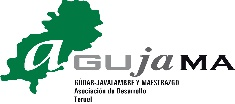 aGUjaMA
GÚDAR-JAVALAMBRE Y MAESTRAZGO
Asociación de Desarrollo
Teruel